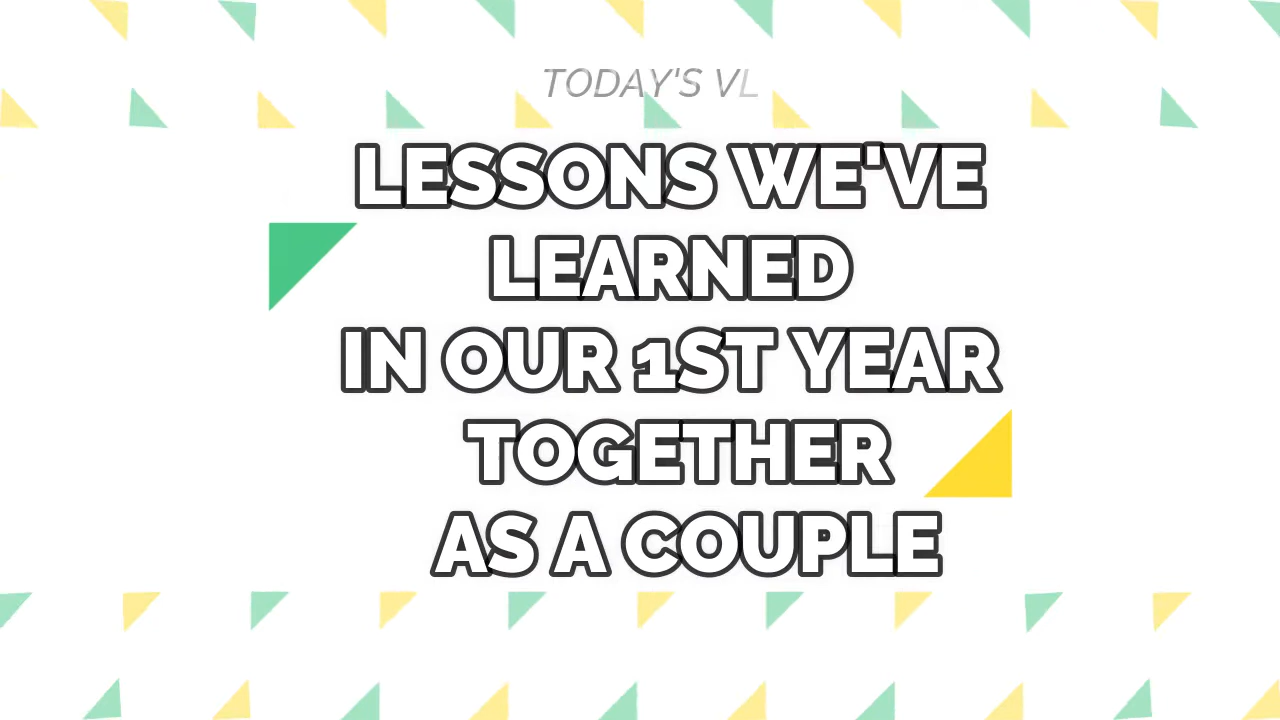 TODAY'S VL
LESSONS WE'VE
LEARNED
IN OUR 1ST YEAR
TOGETHER
AS A COUPLE